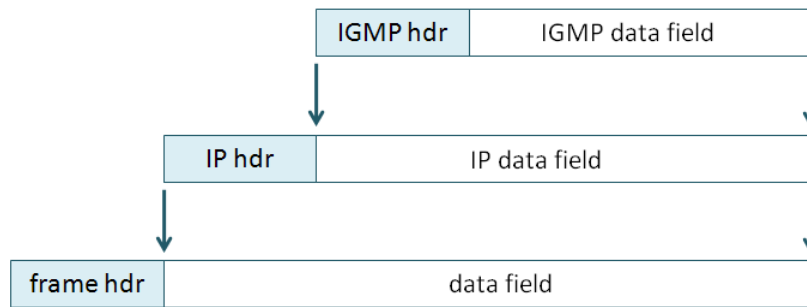 IGMP hdr IGMP data field
IP hdr IP data field
frame hdr data field